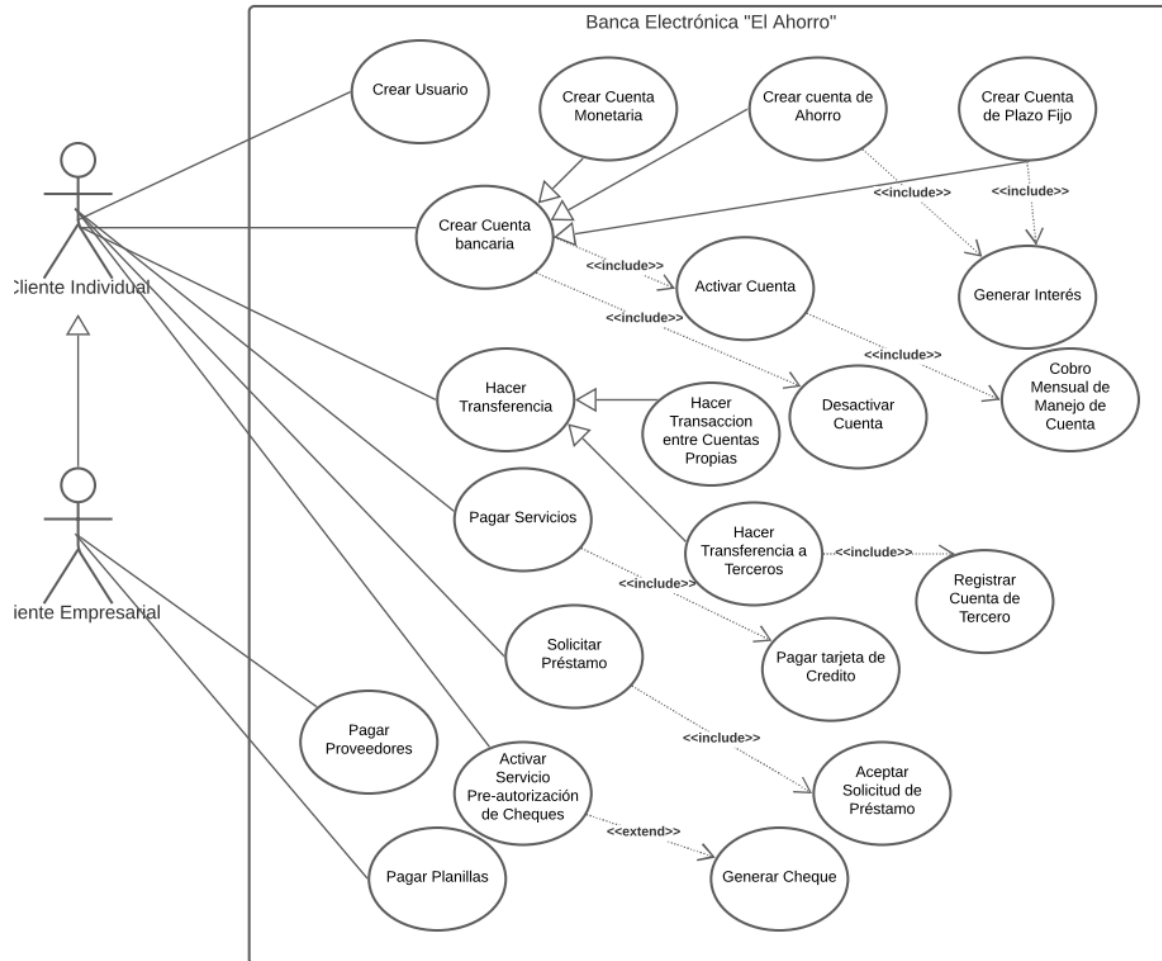 Banca Electrónica "El Ahorro"
Crear Usuario
Crear Cuenta
Monetaria
Crear cuenta de
Ahorro
Crear Cuenta
de Plazo Fijo
<<include>>
<<include>>
Crear Cuenta
bancaria
<<include>>
Activar Cuenta
Generar Interés
Cliente Individual
<<include>>
<<include>>
Cobro
Mensual de
Manejo de
Cuenta
Hacer
Transferencia
Hacer
Transaccion
entre Cuentas
Propias
Desactivar
Cuenta
Pagar Servicios
Hacer
Transferencia a
Terceros
<<include>>
<<include>>
Registrar
Cuenta de
Tercero
iente Empresarial
Solicitar
Préstamo
Pagar tarjeta de
Credito
Pagar
Proveedores
<<include>>
Activar
Servicio
Pre-autorización
de Cheques
Aceptar
Solicitud de
Préstamo
<<extend>>
Pagar Planillas
Generar Cheque